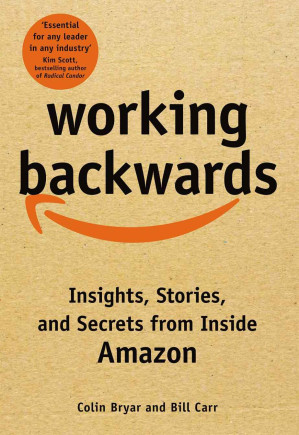 'Essential
for any leader
in any industry'
Kim Scott,
bestselling author
of Radical Candor
working
backwards
Insights, Stories,
and Secrets from Inside
Amazon
Colin Bryar and Bill Carr